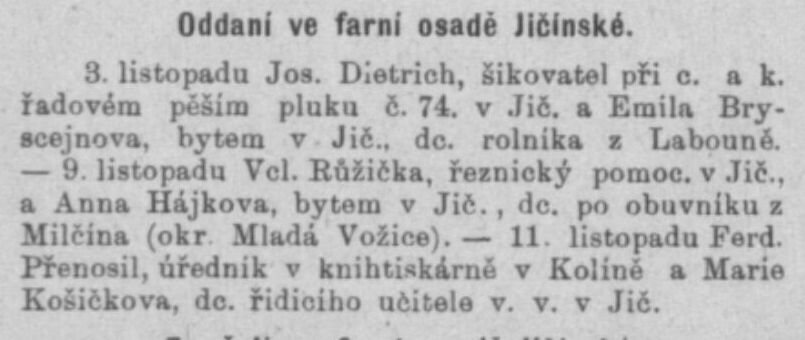 Oddaní ve farní osadě Jičínské.
3. listopadu Jos. Dietrich, šikovatel při c. a k.
řadovém pěším pluku č. 74. v Jič. a Emila Bry-
scejnova, bytem v Jič., dc. rolníka z Labouně.
— 9. listopadu Vcl. Růžička, řeznický pomoc. v Jič.,
a Anna Hájkova, bytem v Jič., dc. po obuvníku z
Milčína (okr. Mladá Vožice). — 11. listopadu Ferd.
Přenosil, úředník v knihtiskárně v Kolíně a Marie
Košičkova, dc. řidicího učitele v. v. v Jič.